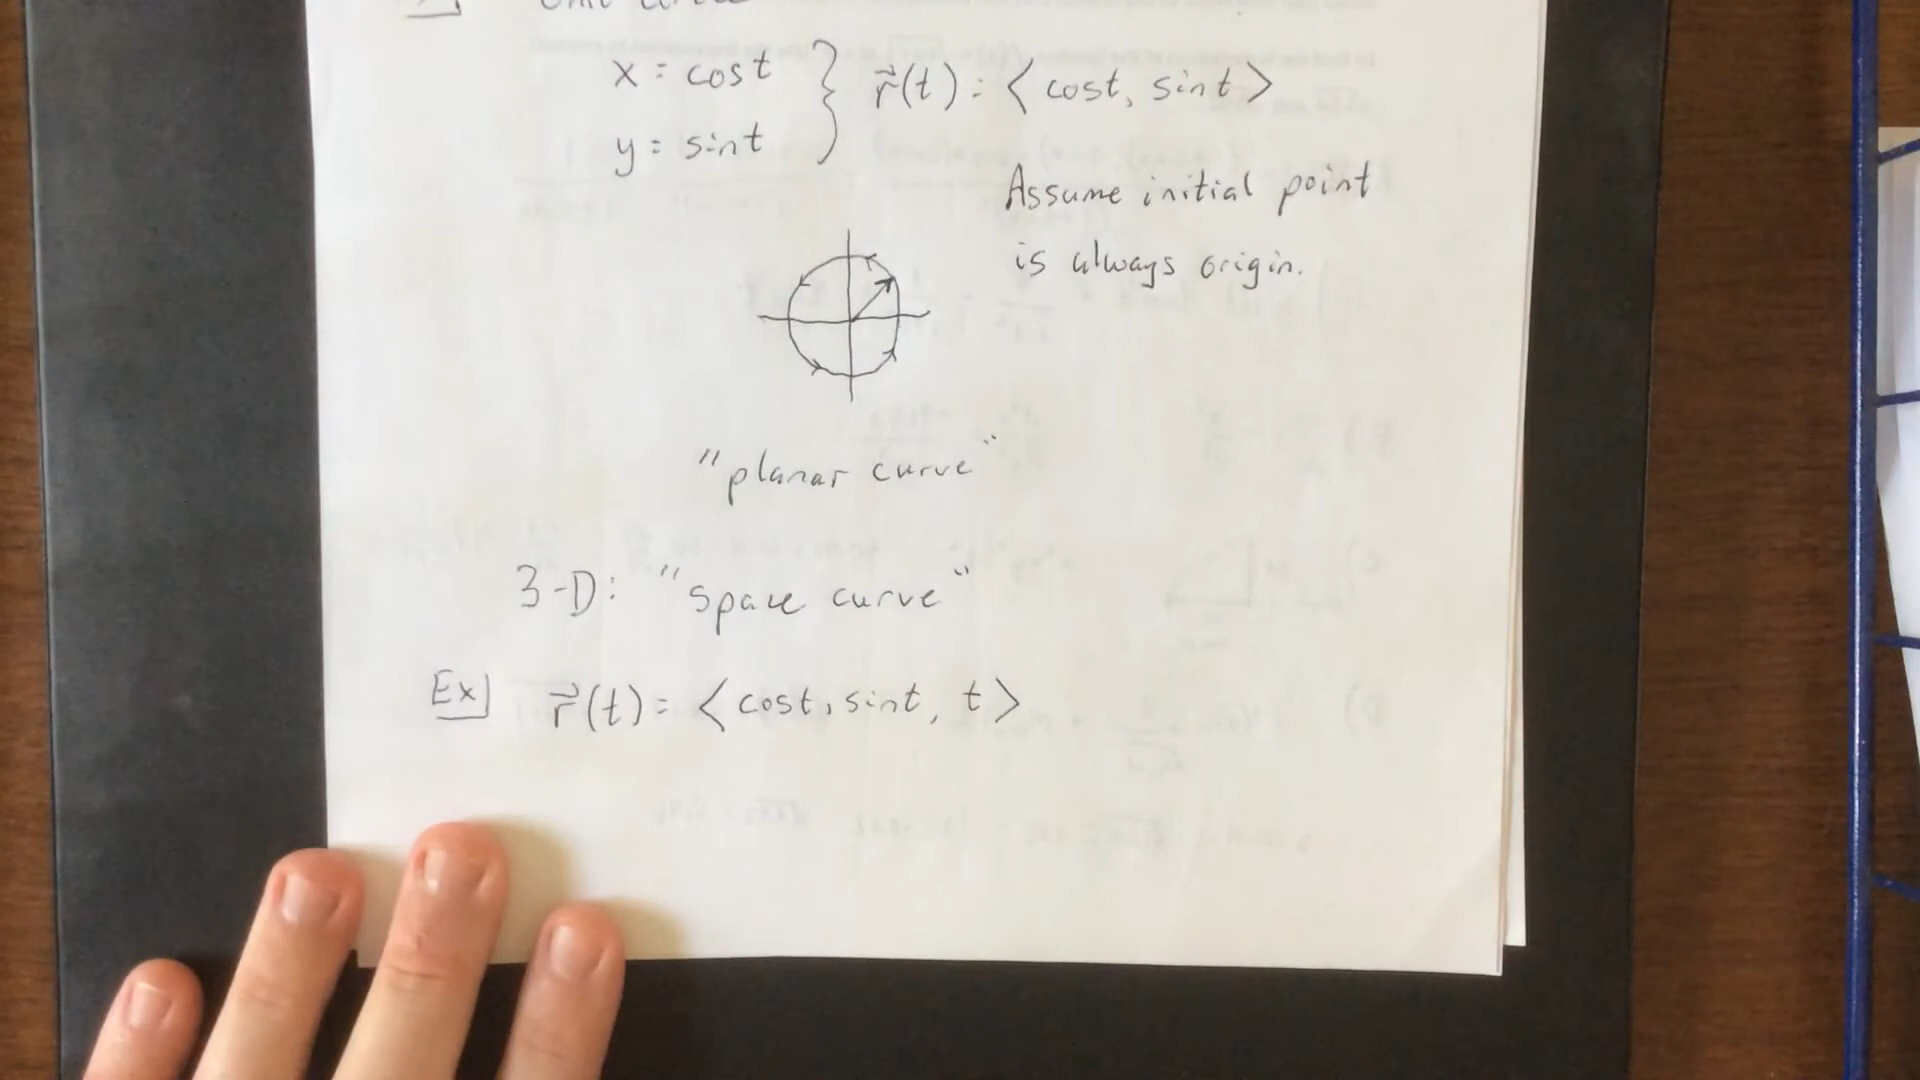 x = cos t
y = sin t
r⃗(t) = ⟨cos t, sin t⟩
Assume initial point
is always origin.
"planar curve"
3-D: "space curve"
Ex] r⃗(t) = ⟨cos t, sin t, t⟩